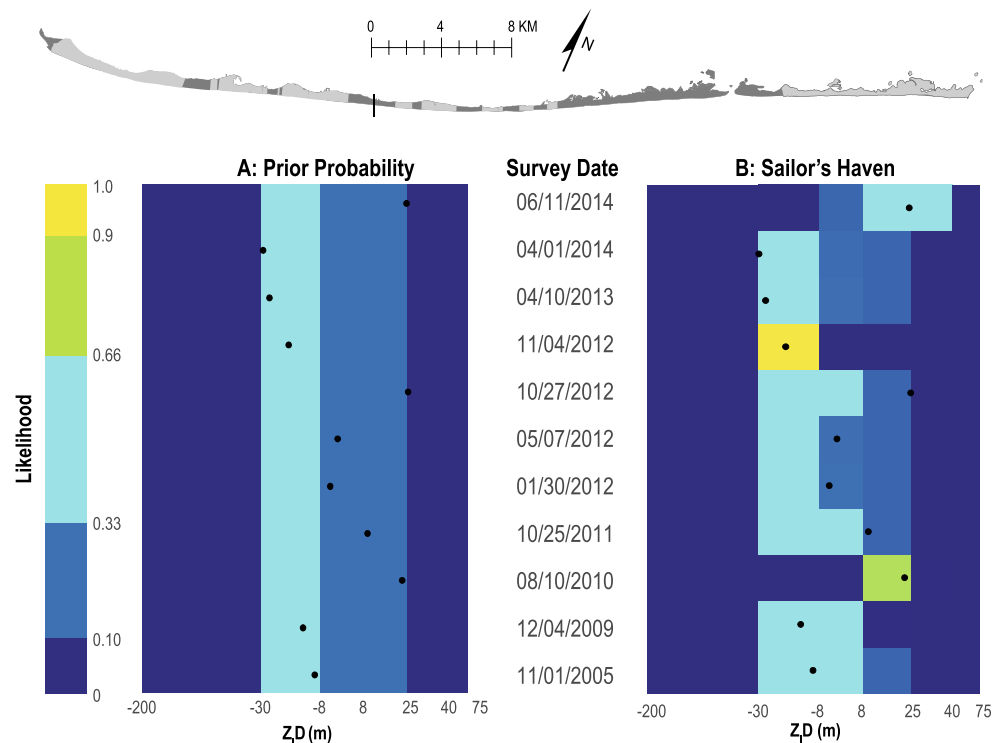 0 4 8 KM
N
A: Prior Probability
Survey Date
B: Sailor's Haven
Likelihood
1.0
0.9
0.66
0.33
0.10
0
06/11/2014
04/01/2014
04/10/2013
11/04/2012
10/27/2012
05/07/2012
01/30/2012
10/25/2011
08/10/2010
12/04/2009
11/01/2005
-200 -30 -8 8 25 40 75
ZlD (m)
-200 -30 -8 8 25 40 75
ZlD (m)